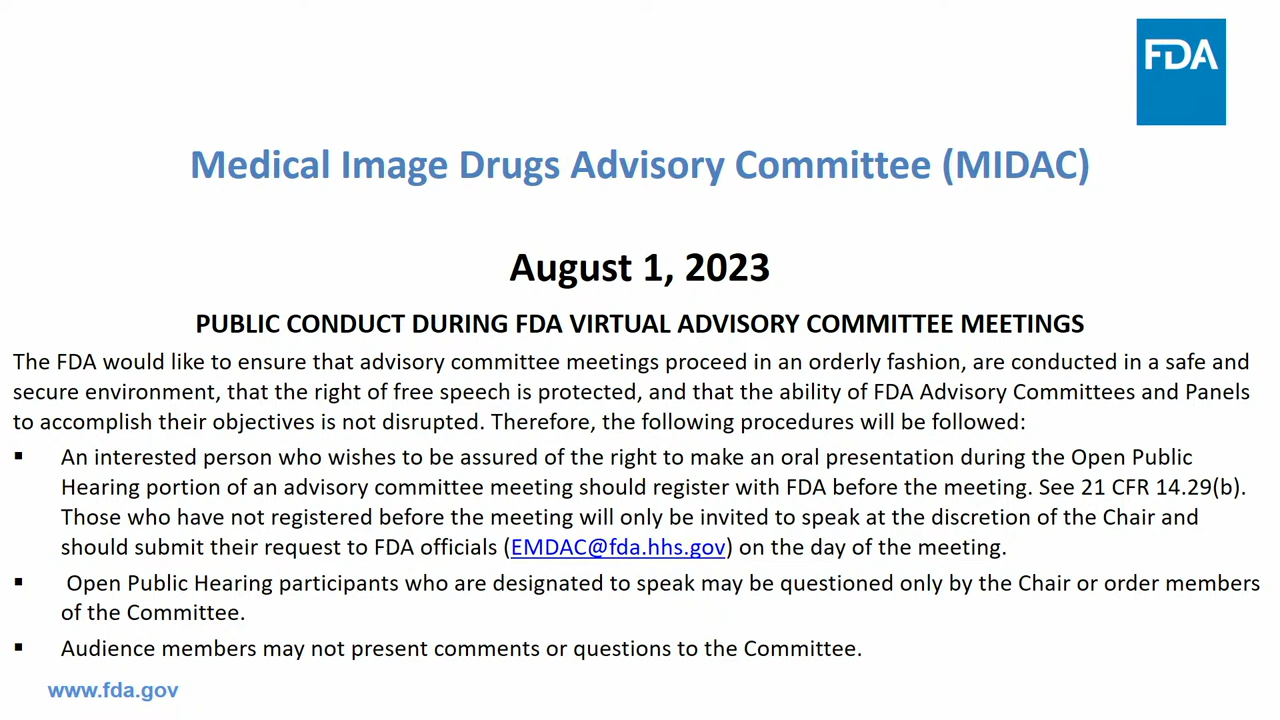 FDA
Medical Image Drugs Advisory Committee (MIDAC)
August 1, 2023
PUBLIC CONDUCT DURING FDA VIRTUAL ADVISORY COMMITTEE MEETINGS
The FDA would like to ensure that advisory committee meetings proceed in an orderly fashion, are conducted in a safe and
secure environment, that the right of free speech is protected, and that the ability of FDA Advisory Committees and Panels
to accomplish their objectives is not disrupted. Therefore, the following procedures will be followed:
▪ An interested person who wishes to be assured of the right to make an oral presentation during the Open Public
Hearing portion of an advisory committee meeting should register with FDA before the meeting. See 21 CFR 14.29(b).
Those who have not registered before the meeting will only be invited to speak at the discretion of the Chair and
should submit their request to FDA officials (EMDAC@fda.hhs.gov) on the day of the meeting.
▪ Open Public Hearing participants who are designated to speak may be questioned only by the Chair or order members
of the Committee.
▪ Audience members may not present comments or questions to the Committee.
www.fda.gov